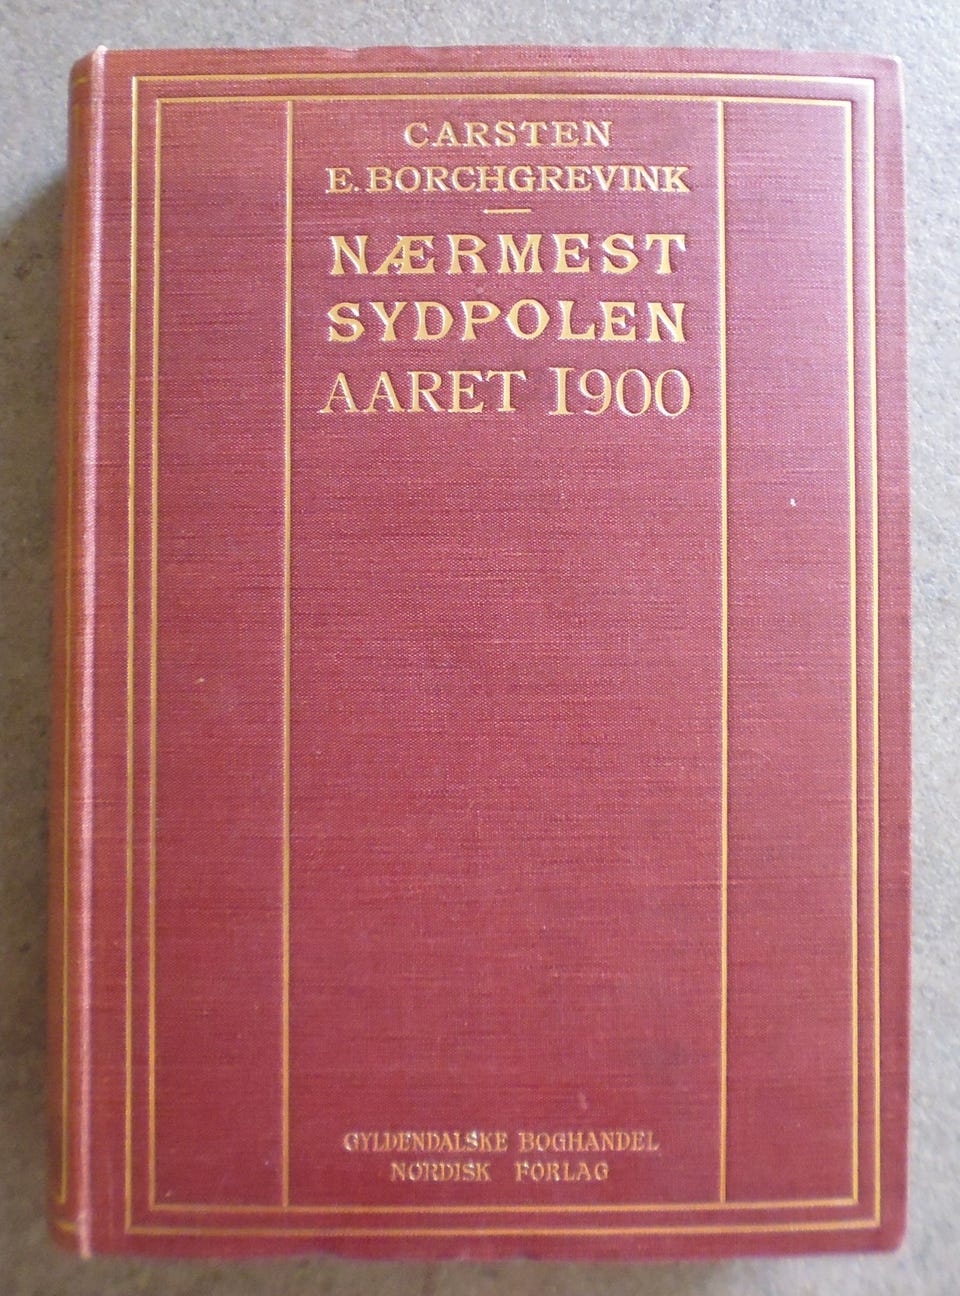 CARSTEN
E. BORCHGREVINK
NÆRMEST
SYDPOLEN
AARET 1900
GYLDENDALSKE BOGHANDEL
NORDISK FORLAG